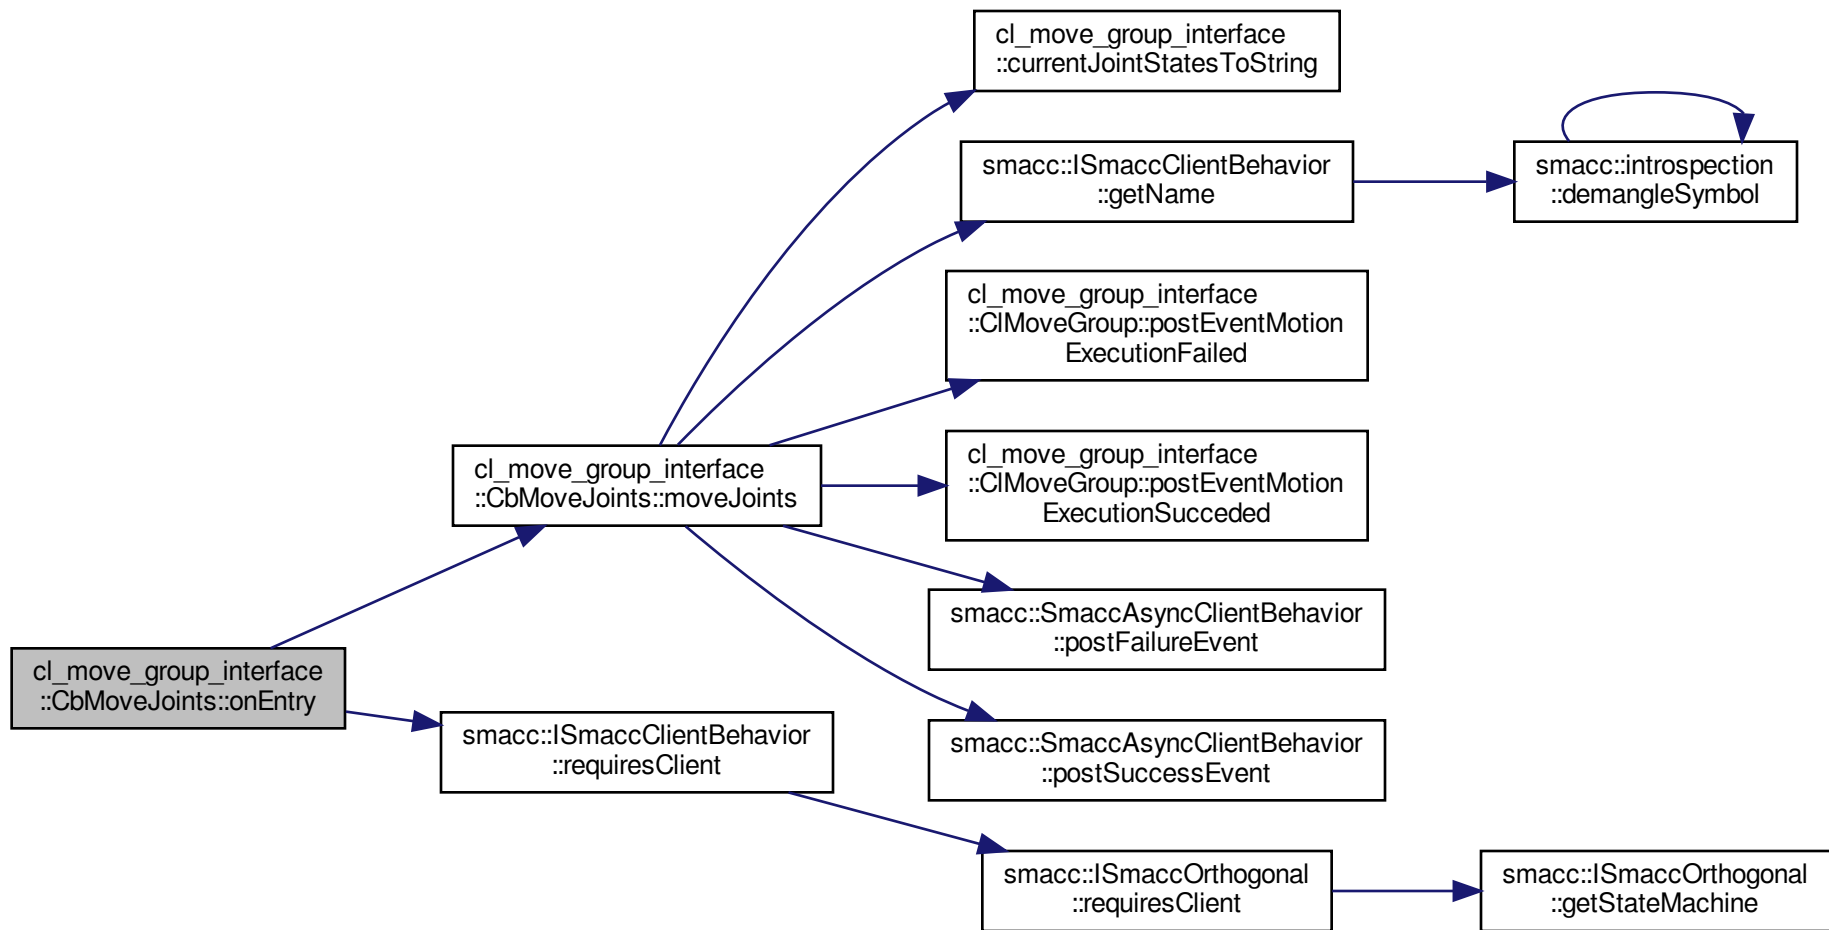 cl_move_group_interface
::currentJointStatesToString
smacc::ISmaccClientBehavior
::getName
smacc::introspection
::demangleSymbol
cl_move_group_interface
::ClMoveGroup::postEventMotion
ExecutionFailed
cl_move_group_interface
::CbMoveJoints::moveJoints
cl_move_group_interface
::ClMoveGroup::postEventMotion
ExecutionSucceded
smacc::SmaccAsyncClientBehavior
::postFailureEvent
cl_move_group_interface
::CbMoveJoints::onEntry
smacc::ISmaccClientBehavior
::requiresClient
smacc::SmaccAsyncClientBehavior
::postSuccessEvent
smacc::ISmaccOrthogonal
::requiresClient
smacc::ISmaccOrthogonal
::getStateMachine